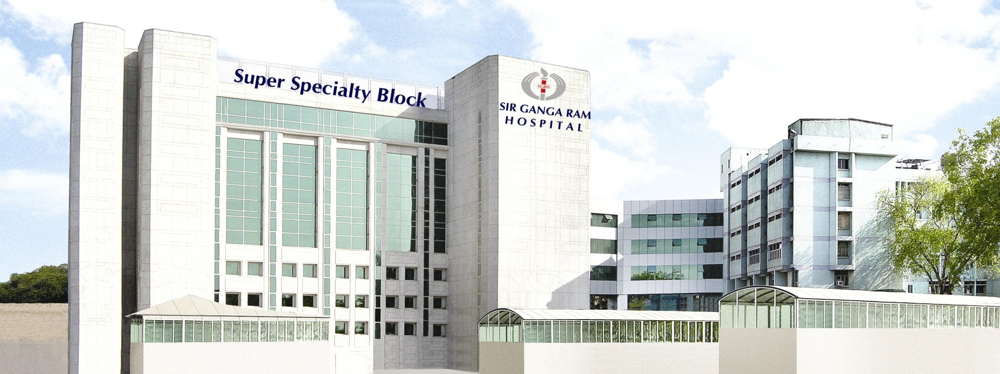 Super Specialty Block
SGRH
SIR GANGA RAM
HOSPITAL